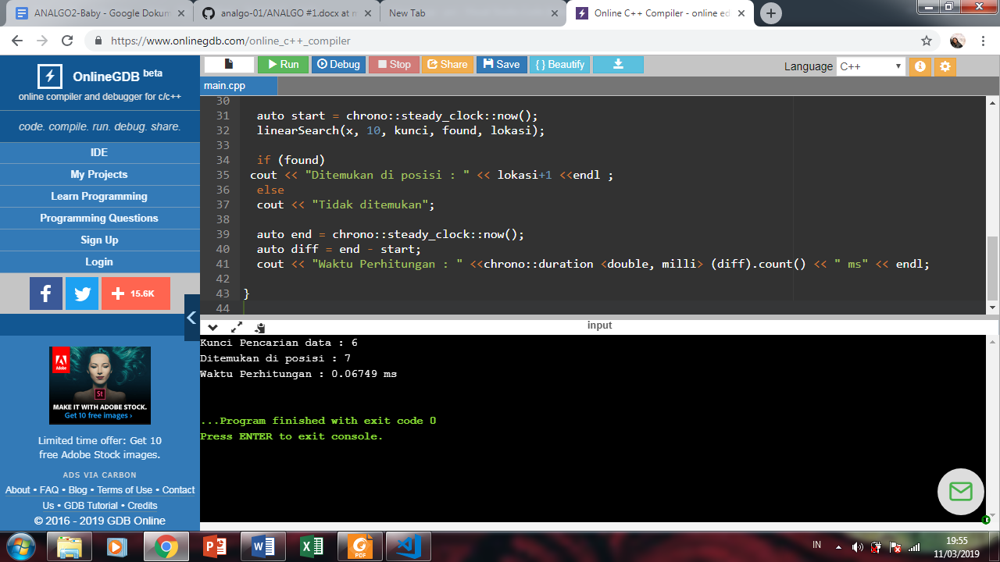 ANALGO2-Baby - Google Dokum
analgo-01/ANALGO #1.docx at m
New Tab
Online C++ Compiler - online ed
https://www.onlinegdb.com/online_c++_compiler
OnlineGDB beta
online compiler and debugger for c/c++
code. compile. run. debug. share.
IDE
My Projects
Learn Programming
Programming Questions
Sign Up
Login
15.6K
Adobe
St
MAKE IT WITH ADOBE STOCK.
Get 10 free images ›
Limited time offer: Get 10
free Adobe Stock images.
ADS VIA CARBON
About • FAQ • Blog • Terms of Use • Contact
Us • GDB Tutorial • Credits
© 2016 - 2019 GDB Online
Run Debug Stop Share Save { } Beautify
Language C++
main.cpp
30
31 auto start = chrono::steady_clock::now();
32 linearSearch(x, 10, kunci, found, lokasi);
33
34 if (found)
35 cout << "Ditemukan di posisi : " << lokasi+1 <<endl ;
36 else
37 cout << "Tidak ditemukan";
38
39 auto end = chrono::steady_clock::now();
40 auto diff = end - start;
41 cout << "Waktu Perhitungan : " <<chrono::duration <double, milli> (diff).count() << " ms" << endl;
42
43 }
44
input
Kunci Pencarian data : 6
Ditemukan di posisi : 7
Waktu Perhitungan : 0.06749 ms
...Program finished with exit code 0
Press ENTER to exit console.
PDF
IN
19:55
11/03/2019